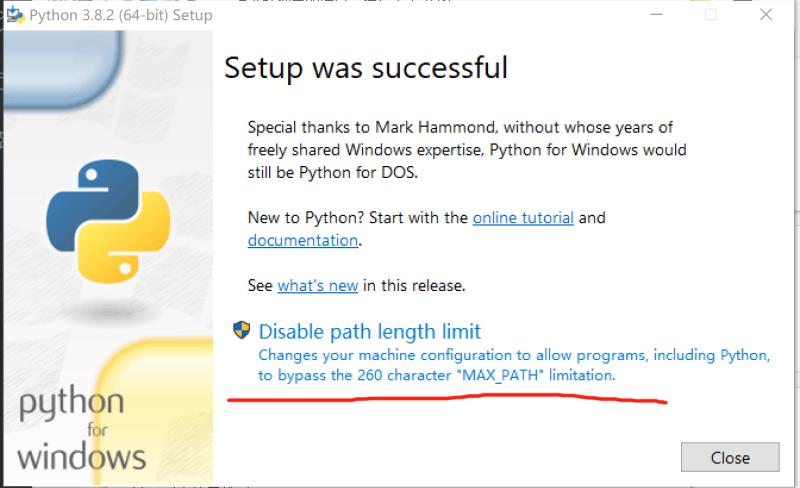 Python 3.8.2 (64-bit) Setup
Setup was successful
Special thanks to Mark Hammond, without whose years of
freely shared Windows expertise, Python for Windows would
still be Python for DOS.
New to Python? Start with the online tutorial and
documentation.
See what's new in this release.
Disable path length limit
Changes your machine configuration to allow programs, including Python,
to bypass the 260 character "MAX_PATH" limitation.
python
for
windows
Close